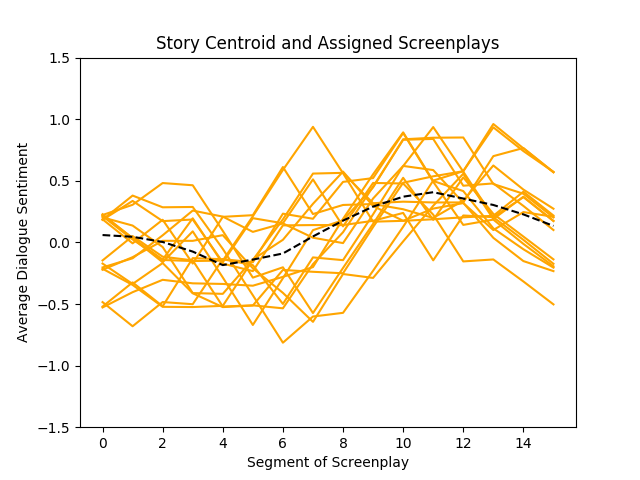 Story Centroid and Assigned Screenplays
1.5
1.0
0.5
0.0
−0.5
−1.0
−1.5
Average Dialogue Sentiment
0 2 4 6 8 10 12 14
Segment of Screenplay